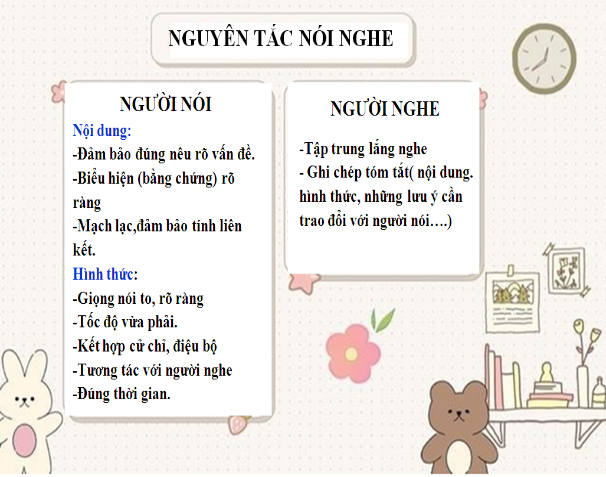 NGUYÊN TẮC NÓI NGHE
NGƯỜI NÓI
Nội dung:
-Đảm bảo đúng nêu rõ vấn đề.
-Biểu hiện (bằng chứng) rõ
ràng
-Mạch lạc,đảm bảo tính liên
kết.
Hình thức:
-Giọng nói to, rõ ràng
-Tốc độ vừa phải.
-Kết hợp cử chỉ, điệu bộ
-Tương tác với người nghe
-Đúng thời gian.
NGƯỜI NGHE
-Tập trung lắng nghe
- Ghi chép tóm tắt( nội dung.
hình thức, những lưu ý cần
trao đổi với người nói….)